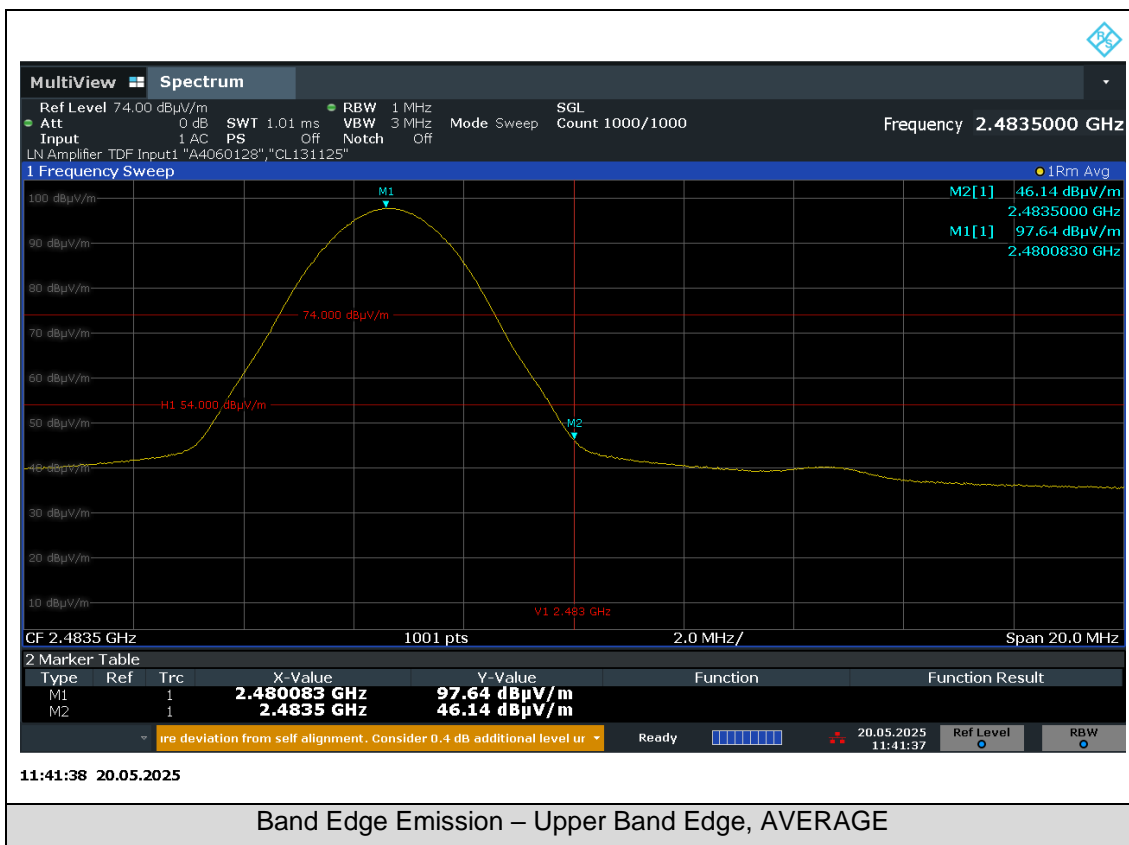 R&S
MultiView Spectrum
Ref Level 74.00 dBµV/m RBW 1 MHz SGL
Att 0 dB SWT 1.01 ms VBW 3 MHz Mode Sweep Count 1000/1000 Frequency 2.4835000 GHz
Input 1 AC PS Off Notch Off
LN Amplifier TDF Input1 "A4060128","CL131125"
1 Frequency Sweep 1Rm Avg
M2[1] 46.14 dBµV/m
2.4835000 GHz
M1[1] 97.64 dBµV/m
2.4800830 GHz
M1
100 dBµV/m
90 dBµV/m
80 dBµV/m
74.000 dBµV/m
70 dBµV/m
60 dBµV/m
H1 54.000 dBµV/m
50 dBµV/m
M2
40 dBµV/m
30 dBµV/m
20 dBµV/m
10 dBµV/m
V1 2.483 GHz
CF 2.4835 GHz 1001 pts 2.0 MHz/ Span 20.0 MHz
2 Marker Table
Type Ref Trc X-Value Y-Value Function Function Result
M1 1 2.480083 GHz 97.64 dBµV/m
M2 1 2.4835 GHz 46.14 dBµV/m
ure deviation from self alignment. Consider 0.4 dB additional level ur Ready 20.05.2025 11:41:37 Ref Level RBW
11:41:38 20.05.2025
Band Edge Emission – Upper Band Edge, AVERAGE